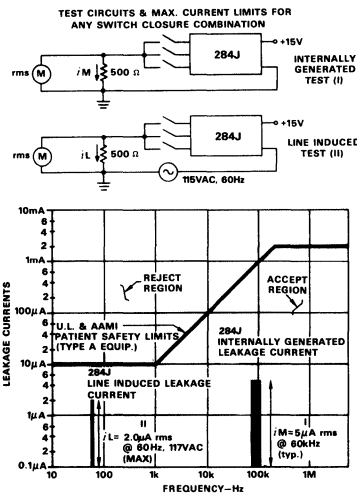 TEST CIRCUITS & MAX. CURRENT LIMITS FOR
ANY SWITCH CLOSURE COMBINATION
284J
+15V
INTERNALLY
GENERATED
TEST (I)
rms
M
iM
500 Ω
284J
+15V
LINE INDUCED
TEST (II)
rms
M
iL
500 Ω
115VAC, 60Hz
LEAKAGE CURRENTS
10mA
6
4
2
1mA
6
4
2
100µA
6
4
2
10µA
6
4
2
1µA
6
4
2
0.1µA
REJECT
REGION
ACCEPT
REGION
U.L. & AAMI
PATIENT SAFETY LIMITS
(TYPE A EQUIP.)
284J
INTERNALLY GENERATED
LEAKAGE CURRENT
284J
LINE INDUCED LEAKAGE
CURRENT
II
iL= 2.0µA rms
@ 60Hz, 117VAC
(MAX)
I
iM=5µA rms
@ 60kHz
(typ.)
10
100
1k
10k
100k
1M
FREQUENCY–Hz